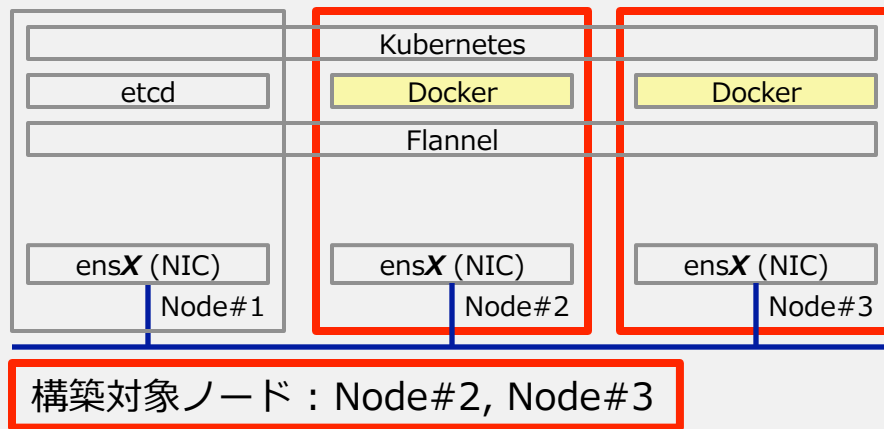 Kubernetes
etcd
Docker
Docker
Flannel
ensX (NIC)
ensX (NIC)
ensX (NIC)
Node#1
Node#2
Node#3
構築対象ノード：Node#2, Node#3